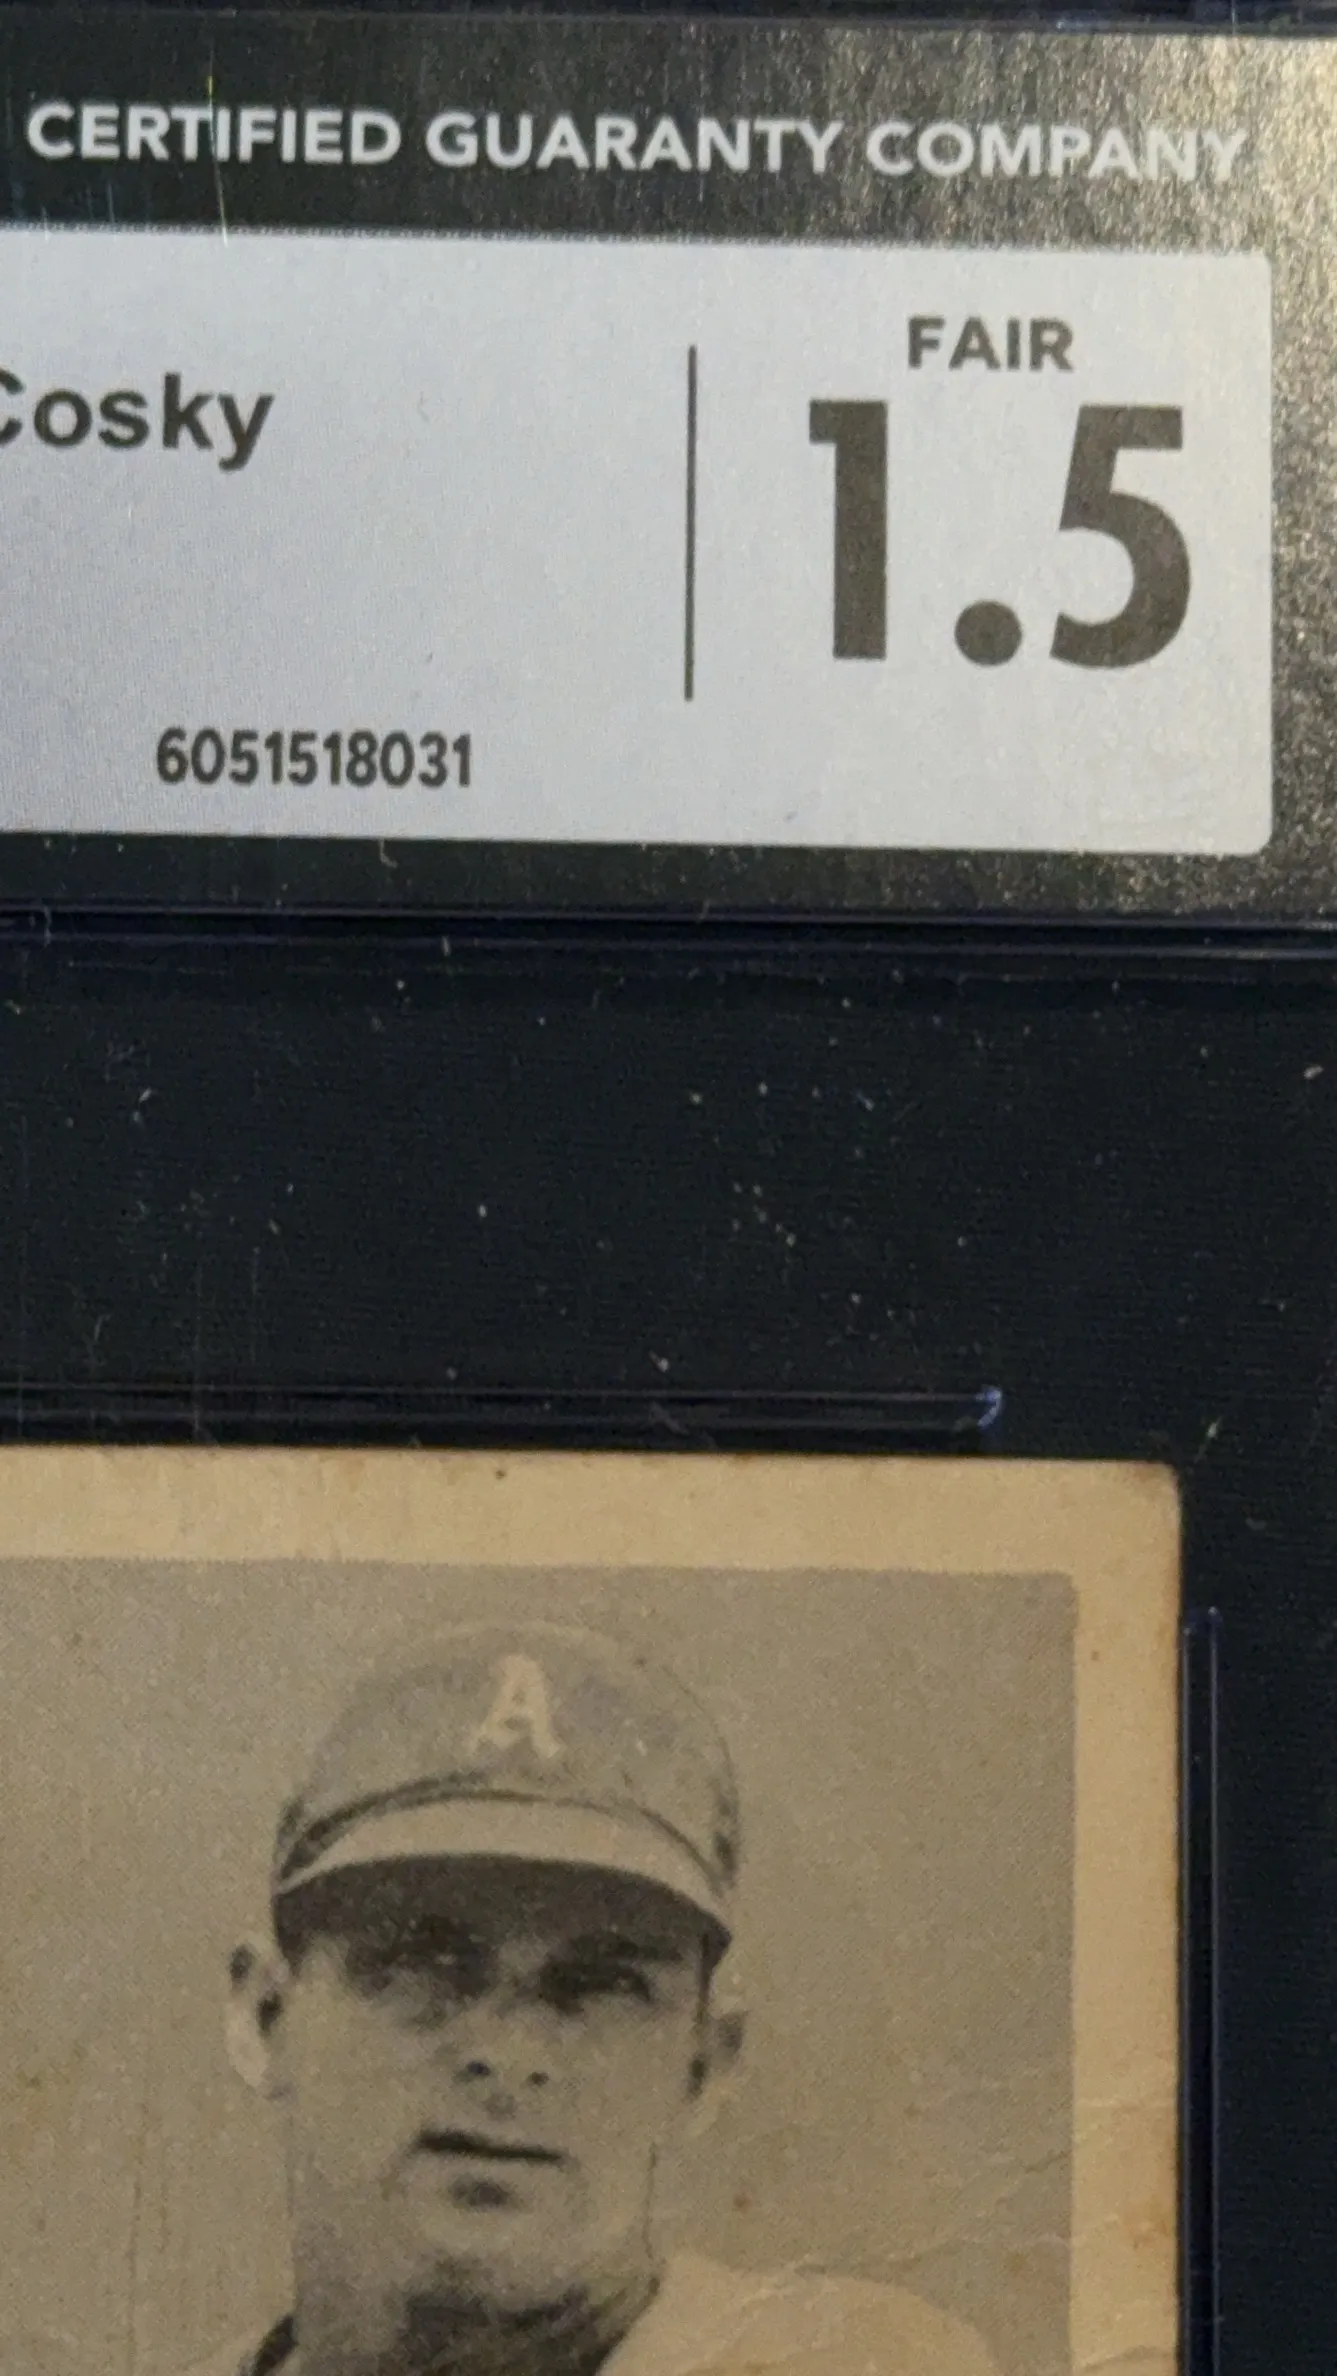 CERTIFIED GUARANTY COMPANY
Cosky
FAIR
1.5
6051518031
A